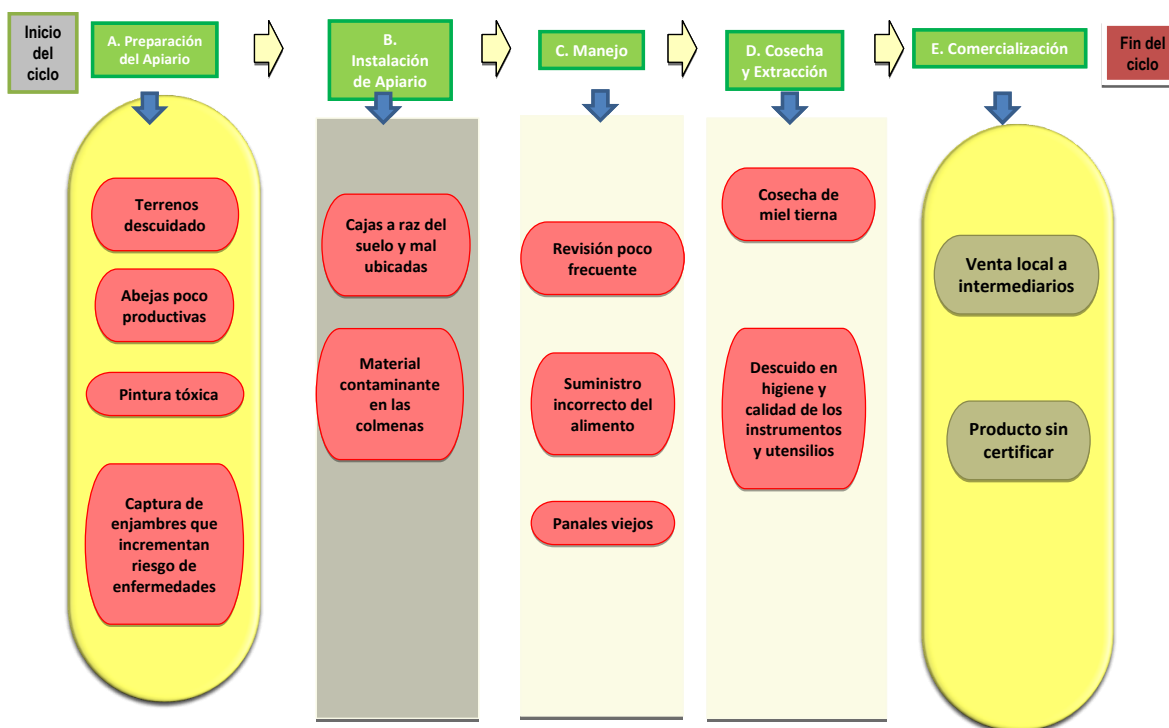 Inicio
del
ciclo
A. Preparación
del Apiario
B.
Instalación
de Apiario
C. Manejo
D. Cosecha
y Extracción
E. Comercialización
Fin del
ciclo
Terrenos
descuidado
Abejas poco
productivas
Pintura tóxica
Captura de
enjambres que
incrementan
riesgo de
enfermedades
Cajas a raz del
suelo y mal
ubicadas
Material
contaminante
en las
colmenas
Revisión poco
frecuente
Suministro
incorrecto del
alimento
Panales viejos
Cosecha de
miel tierna
Descuido en
higiene y
calidad de los
instrumentos
y utensilios
Venta local a
intermediarios
Producto sin
certificar